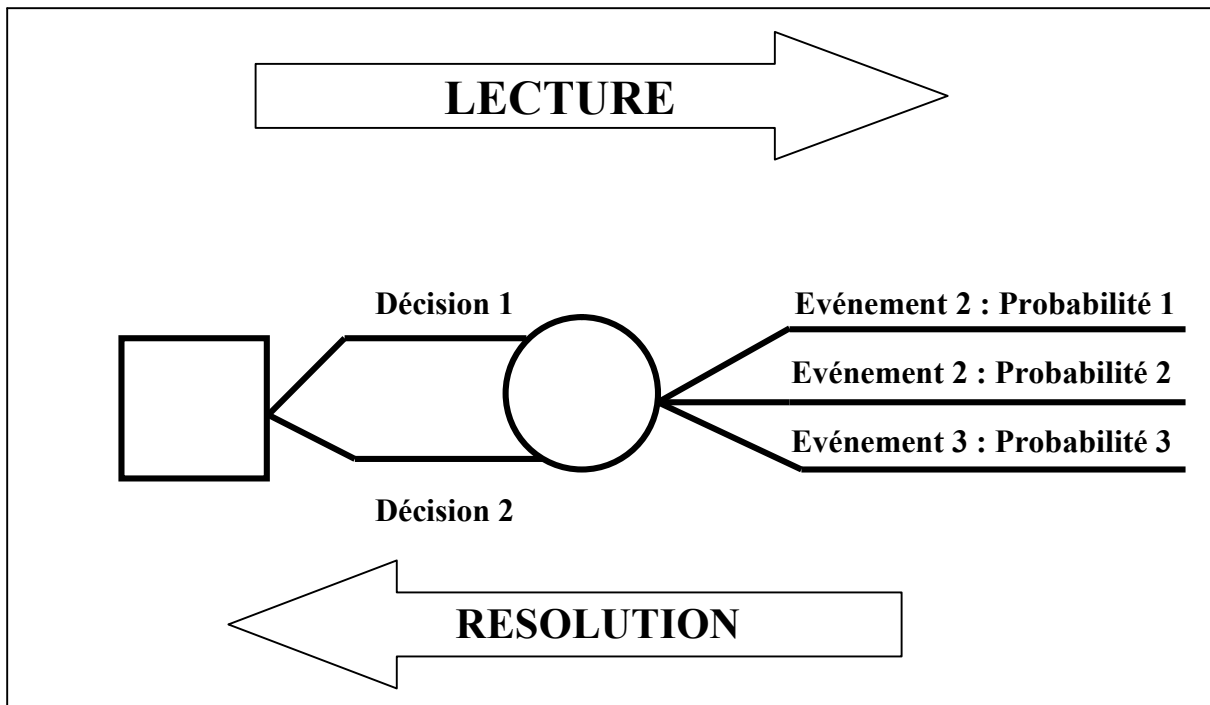 LECTURE
Décision 1
Evénement 2 : Probabilité 1
Evénement 2 : Probabilité 2
Evénement 3 : Probabilité 3
Décision 2
RESOLUTION